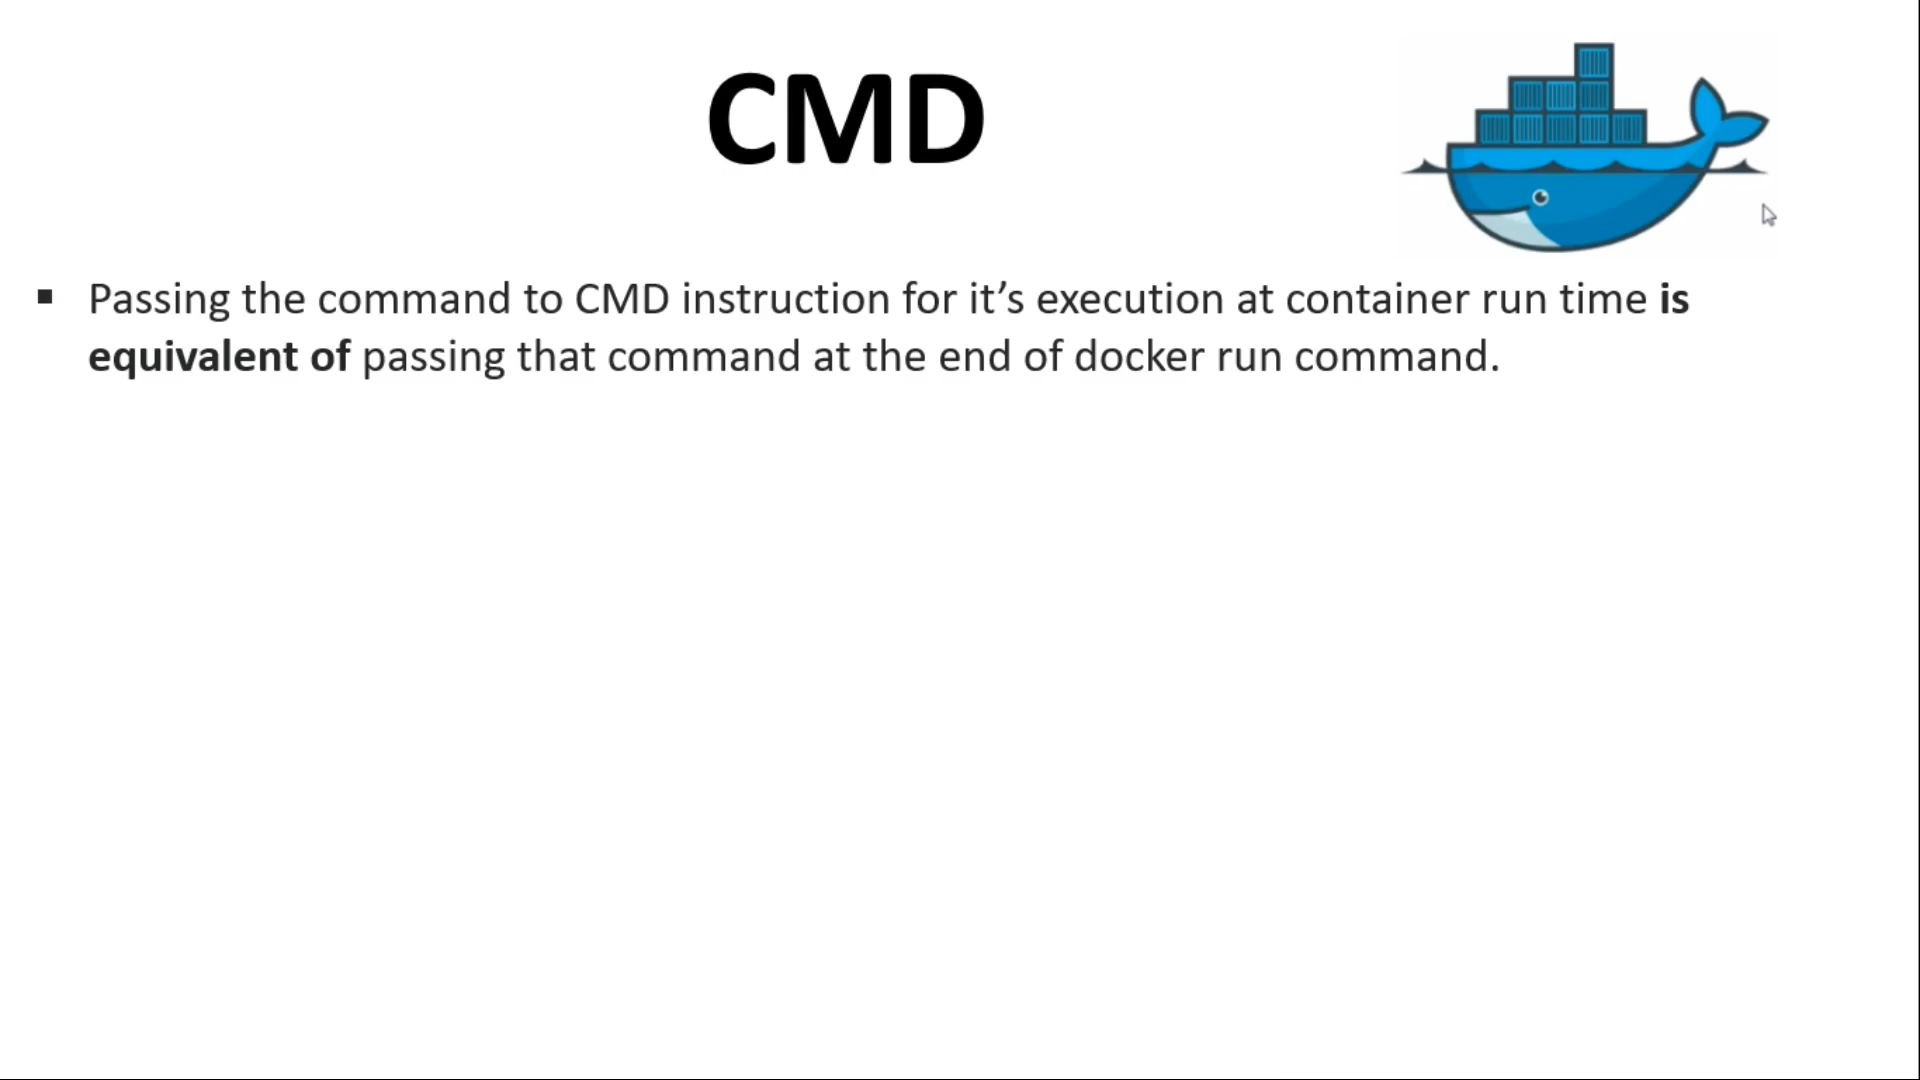 CMD
▪ Passing the command to CMD instruction for it’s execution at container run time is
equivalent of passing that command at the end of docker run command.